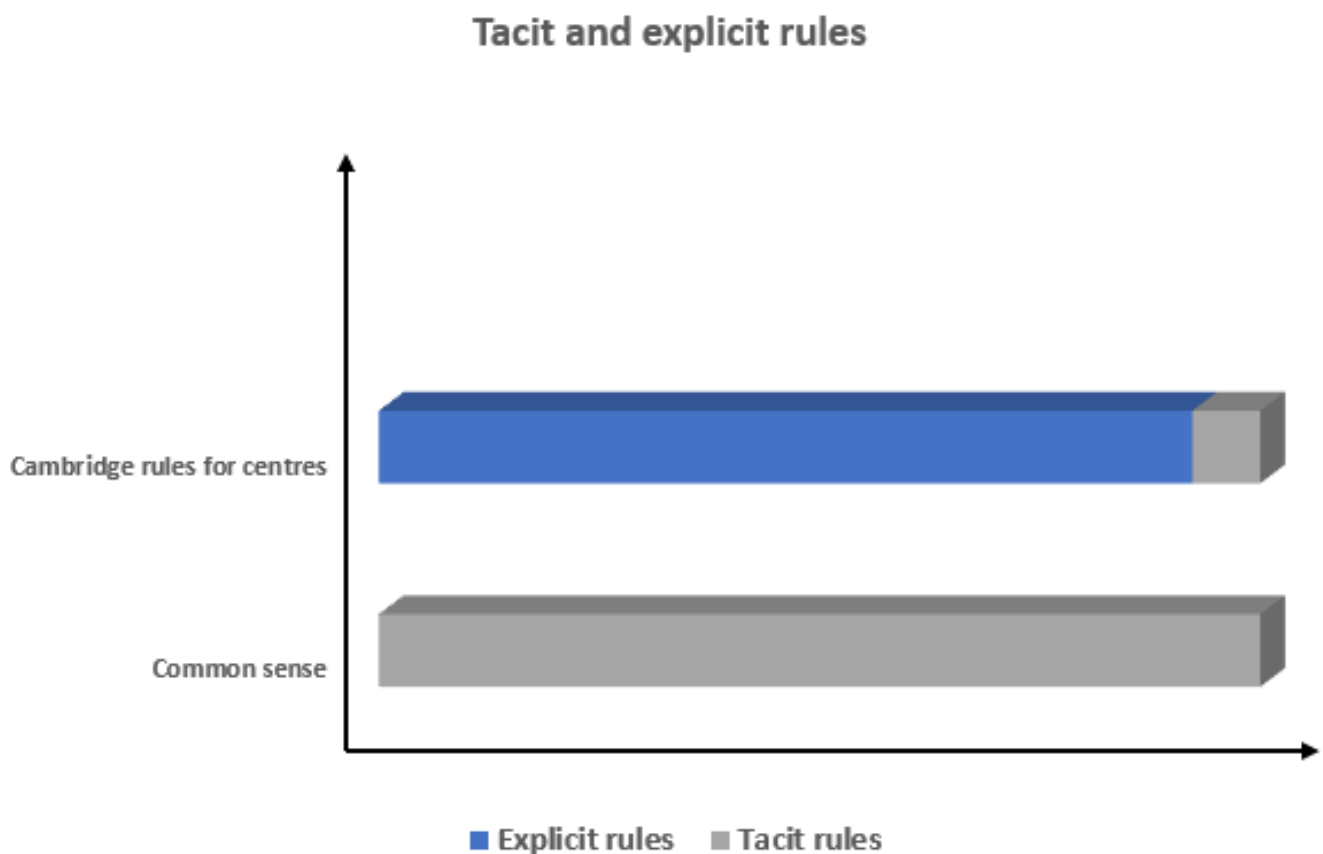 Tacit and explicit rules
Cambridge rules for centres
Common sense
Explicit rules
Tacit rules